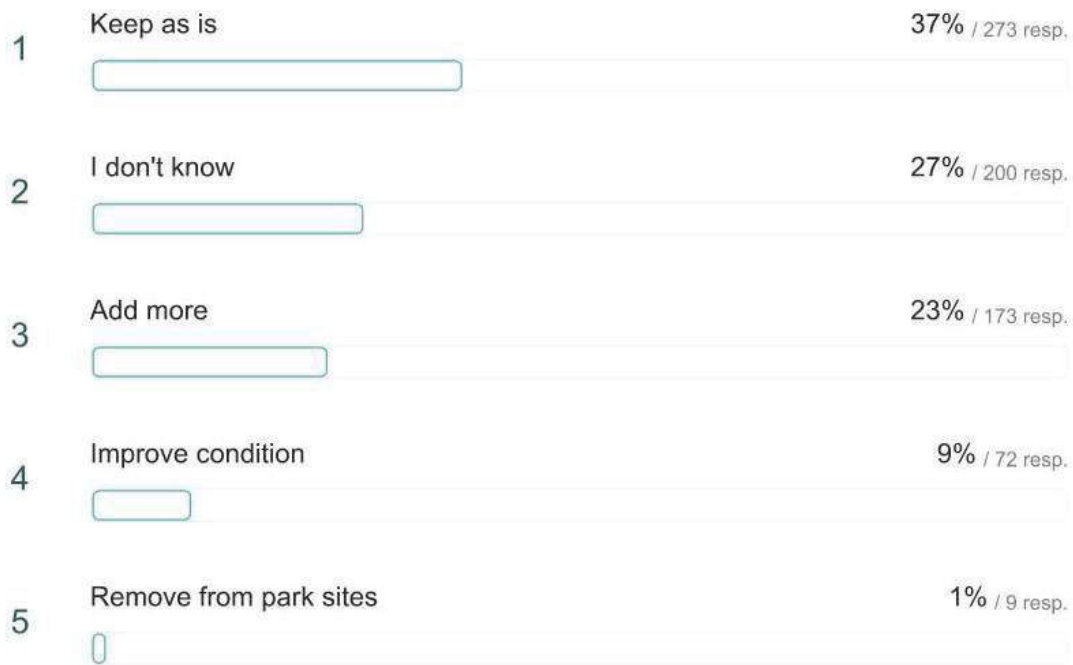 1 Keep as is 37% / 273 resp.
2 I don't know 27% / 200 resp.
3 Add more 23% / 173 resp.
4 Improve condition 9% / 72 resp.
5 Remove from park sites 1% / 9 resp.